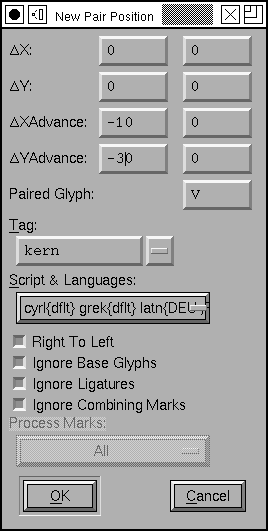 New Pair Position
ΔX: 0 0
ΔY: 0 0
ΔXAdvance: -10 0
ΔYAdvance: -30 0
Paired Glyph: V
Tag:
kern
Script & Languages:
cyrl{dflt} grek{dflt} latn{DEU ,
Right To Left
Ignore Base Glyphs
Ignore Ligatures
Ignore Combining Marks
Process Marks:
All
OK Cancel